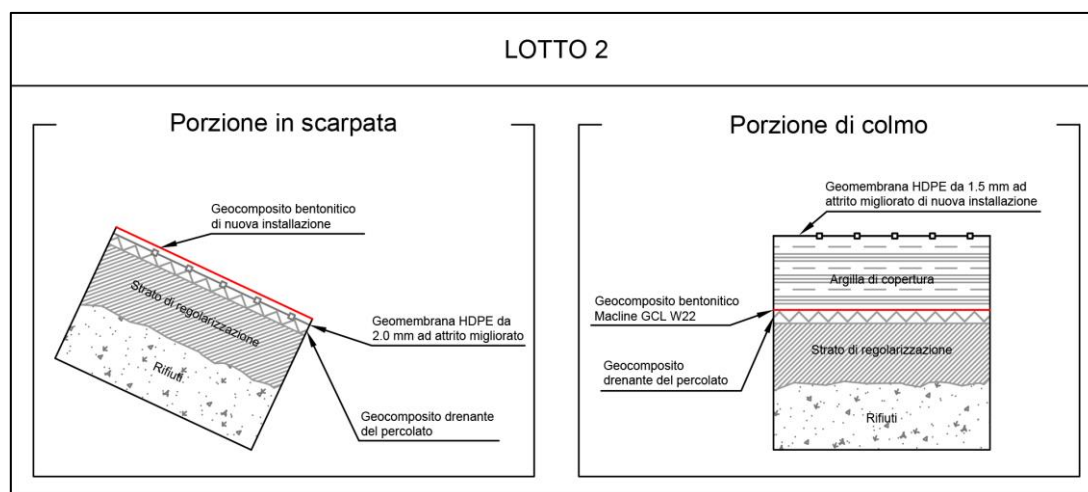 LOTTO 2
Porzione in scarpata
Geocomposito bentonitico
di nuova installazione
Strato di regolarizzazione
Rifiuti
Geomembrana HDPE da
2.0 mm ad attrito migliorato
Geocomposito drenante
del percolato
Porzione di colmo
Geomembrana HDPE da 1.5 mm ad
attrito migliorato di nuova installazione
Argilla di copertura
Geocomposito bentonitico
Macline GCL W22
Strato di regolarizzazione
Geocomposito
drenante del percolato
Rifiuti